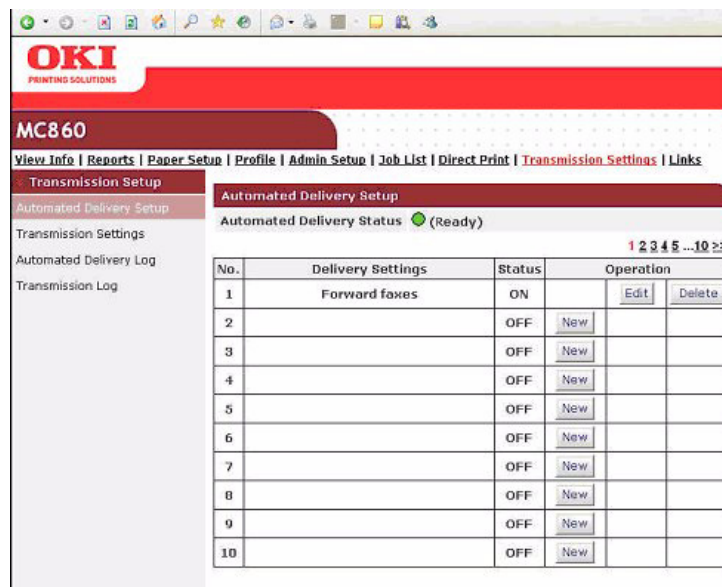 OKI
PRINTING SOLUTIONS
MC860
View Info | Reports | Paper Setup | Profile | Admin Setup | Job List | Direct Print | Transmission Settings | Links
Transmission Setup
Automated Delivery Setup
Transmission Settings
Automated Delivery Log
Transmission Log
Automated Delivery Setup
Automated Delivery Status (Ready)
1 2 3 4 5 ...10 >>
No. Delivery Settings Status Operation
1 Forward faxes ON Edit Delete
2 OFF New
3 OFF New
4 OFF New
5 OFF New
6 OFF New
7 OFF New
8 OFF New
9 OFF New
10 OFF New